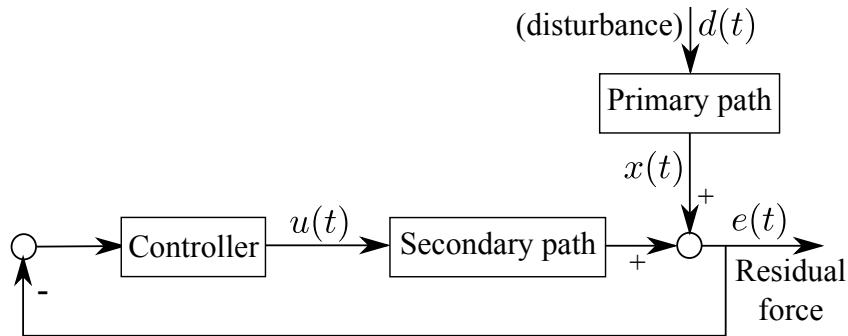 (disturbance) d(t)
Primary path
x(t)
+
Controller
u(t)
Secondary path
+
e(t)
-
Residual
force